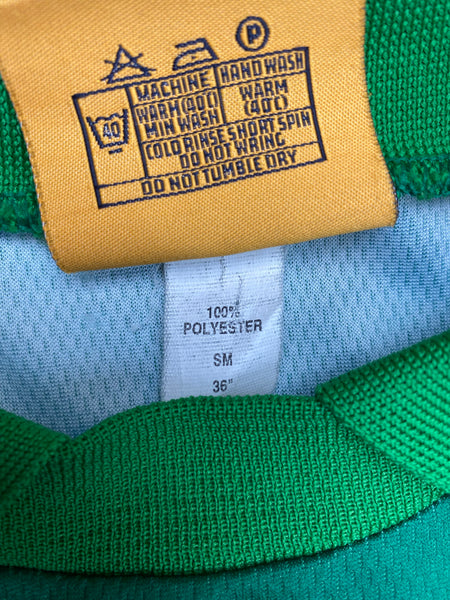 P
MACHINE HAND WASH
40 WARM (40°C) WARM
MIN WASH (40°C)
COLD RINSE SHORT SPIN
DO NOT WRING
DO NOT TUMBLE DRY
100%
POLYESTER
SM
36"